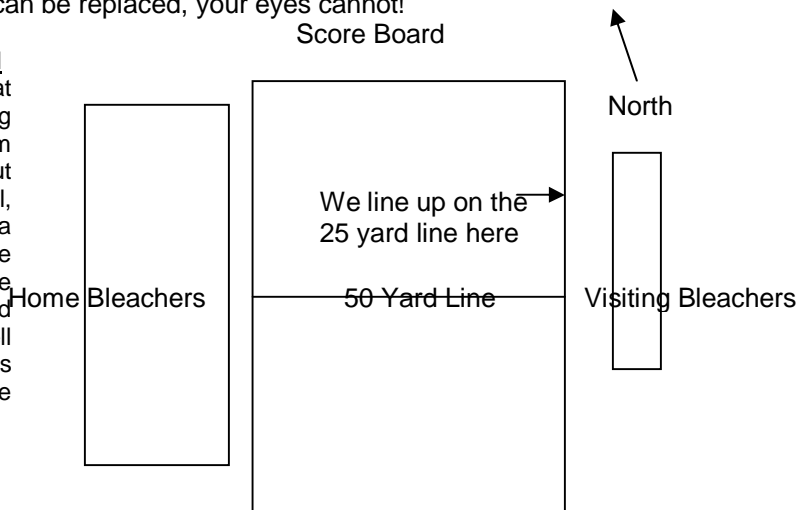 can be replaced, your eyes cannot!
Score Board
North
We line up on the
25 yard line here
Home Bleachers
50 Yard Line
Visiting Bleachers